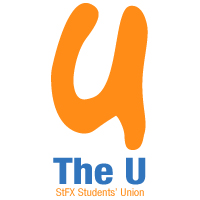 U
The U
StFX Students' Union